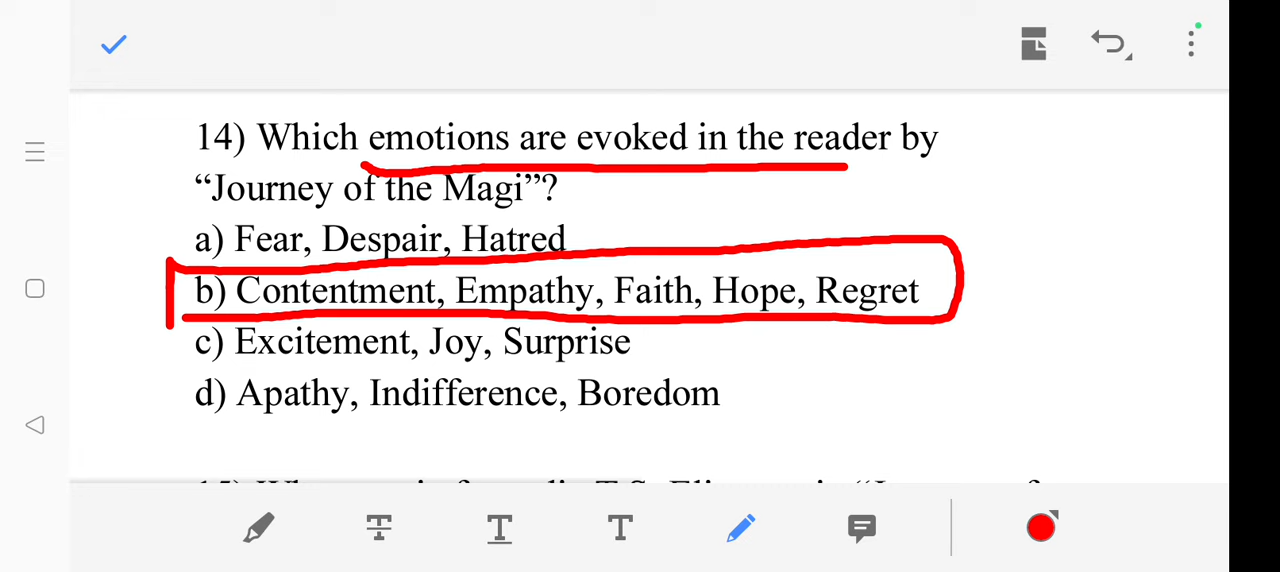 14) Which emotions are evoked in the reader by
“Journey of the Magi”?
a) Fear, Despair, Hatred
b) Contentment, Empathy, Faith, Hope, Regret
c) Excitement, Joy, Surprise
d) Apathy, Indifference, Boredom